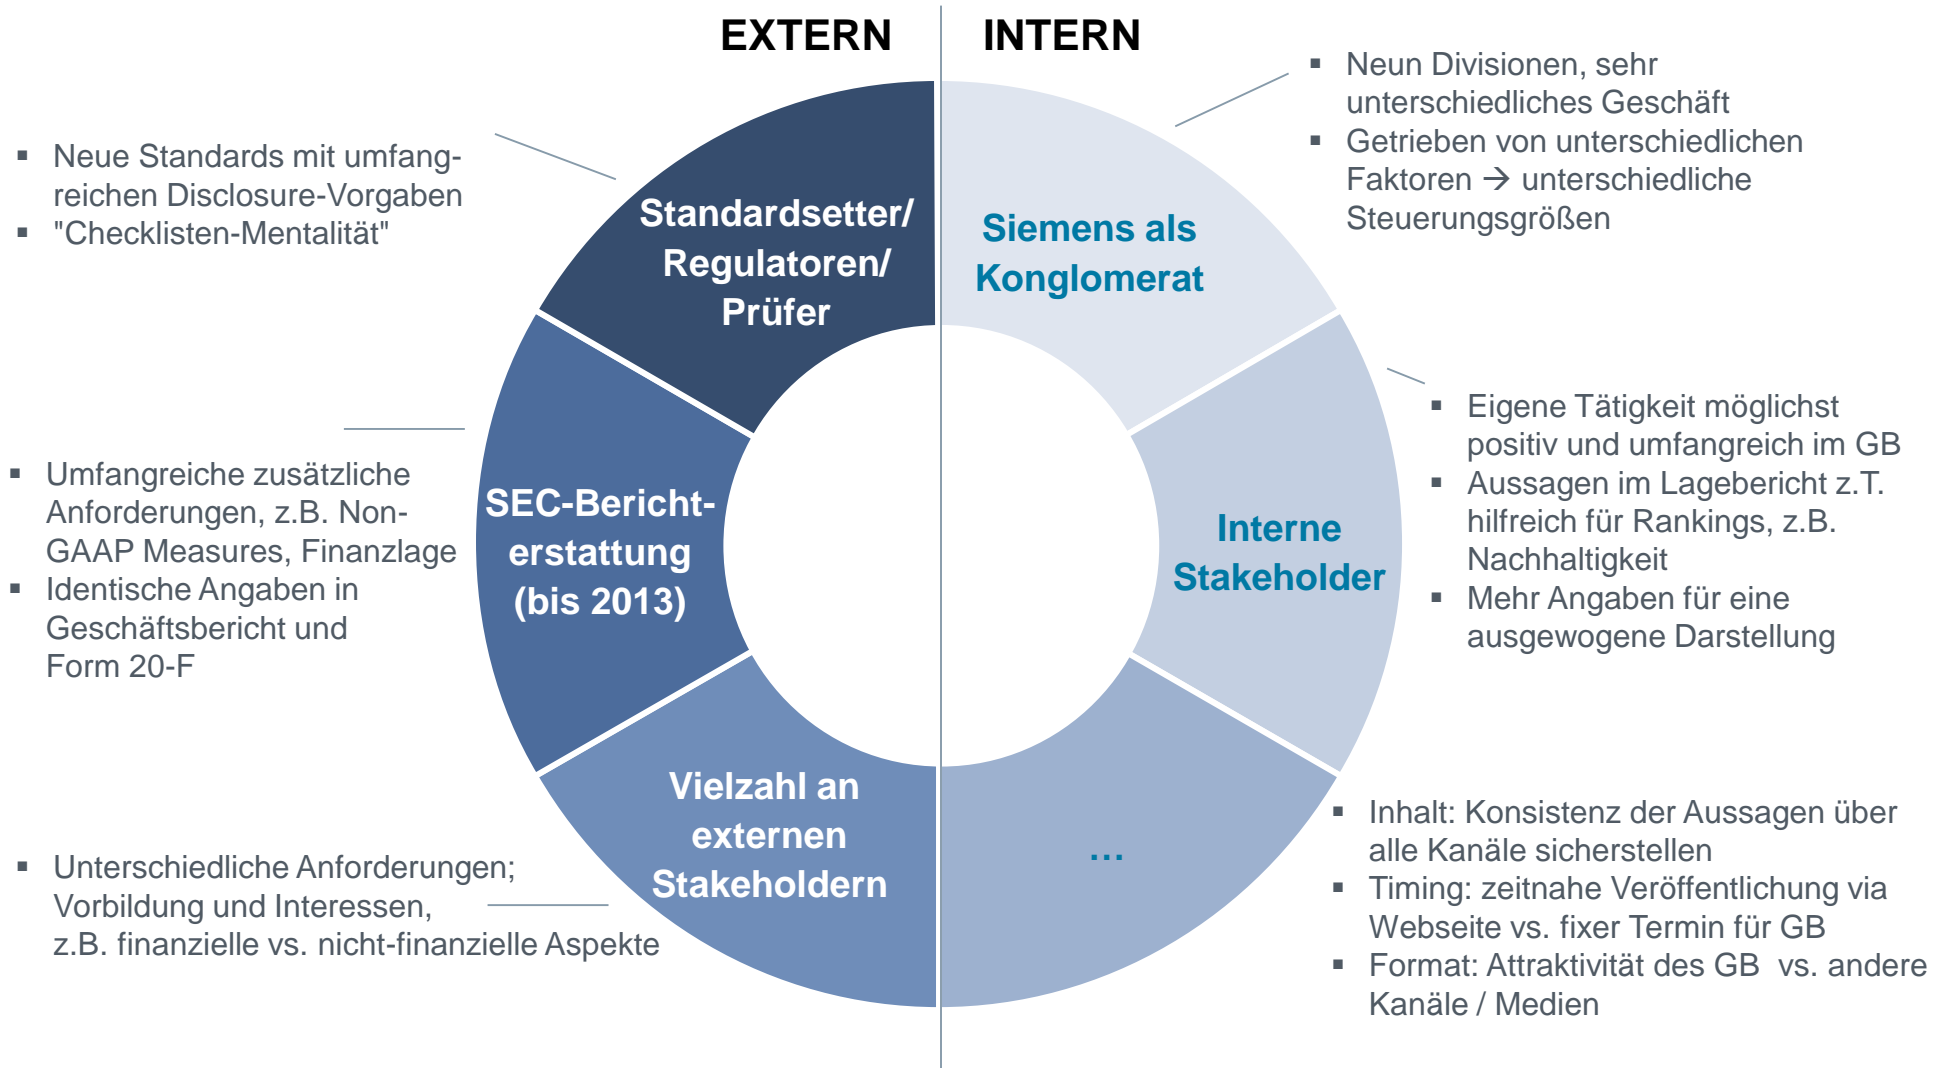 EXTERN
INTERN
▪ Neue Standards mit umfang-
reichen Disclosure-Vorgaben
▪ "Checklisten-Mentalität"
Standardsetter/
Regulatoren/
Prüfer
▪ Umfangreiche zusätzliche
Anforderungen, z.B. Non-
GAAP Measures, Finanzlage
▪ Identische Angaben in
Geschäftsbericht und
Form 20-F
SEC-Bericht-
erstattung
(bis 2013)
▪ Unterschiedliche Anforderungen;
Vorbildung und Interessen,
z.B. finanzielle vs. nicht-finanzielle Aspekte
Vielzahl an
externen
Stakeholdern
Siemens als
Konglomerat
▪ Neun Divisionen, sehr
unterschiedliches Geschäft
▪ Getrieben von unterschiedlichen
Faktoren → unterschiedliche
Steuerungsgrößen
Interne
Stakeholder
▪ Eigene Tätigkeit möglichst
positiv und umfangreich im GB
▪ Aussagen im Lagebericht z.T.
hilfreich für Rankings, z.B.
Nachhaltigkeit
▪ Mehr Angaben für eine
ausgewogene Darstellung
...
▪ Inhalt: Konsistenz der Aussagen über
alle Kanäle sicherstellen
▪ Timing: zeitnahe Veröffentlichung via
Webseite vs. fixer Termin für GB
▪ Format: Attraktivität des GB vs. andere
Kanäle / Medien